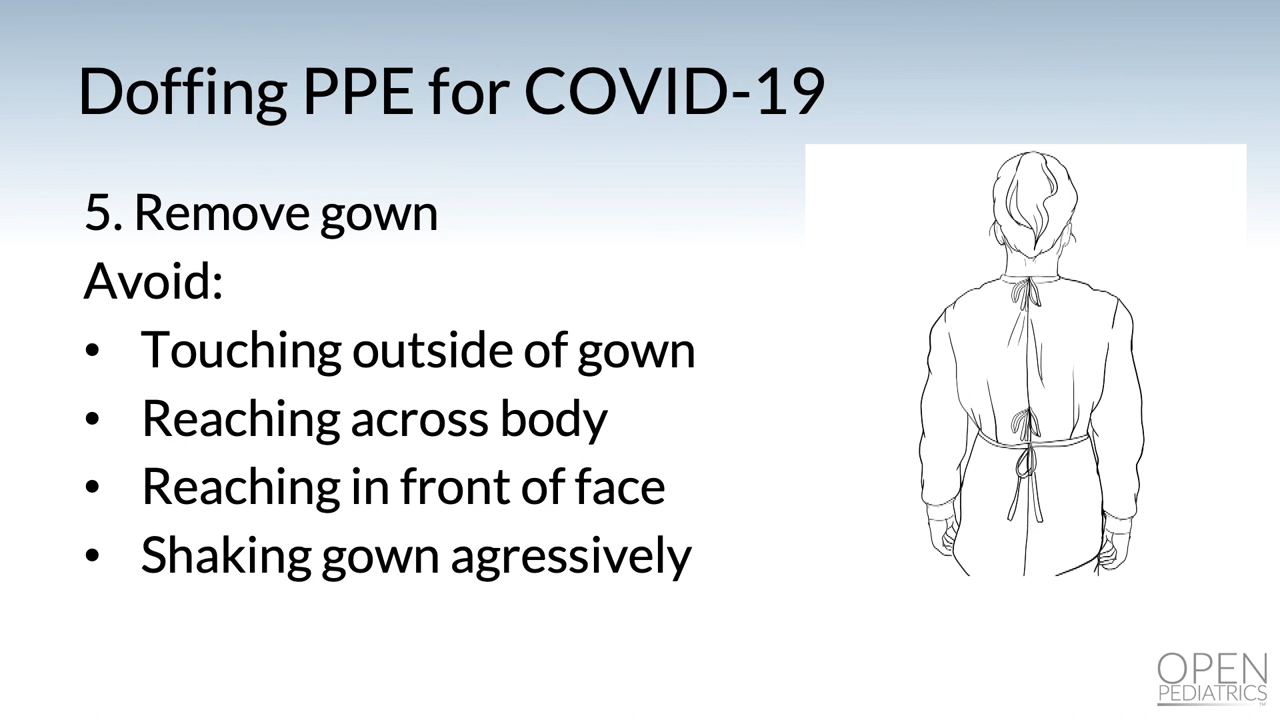 Doffing PPE for COVID-19
5. Remove gown
Avoid:
• Touching outside of gown
• Reaching across body
• Reaching in front of face
• Shaking gown agressively
OPEN
PEDIATRICS
™